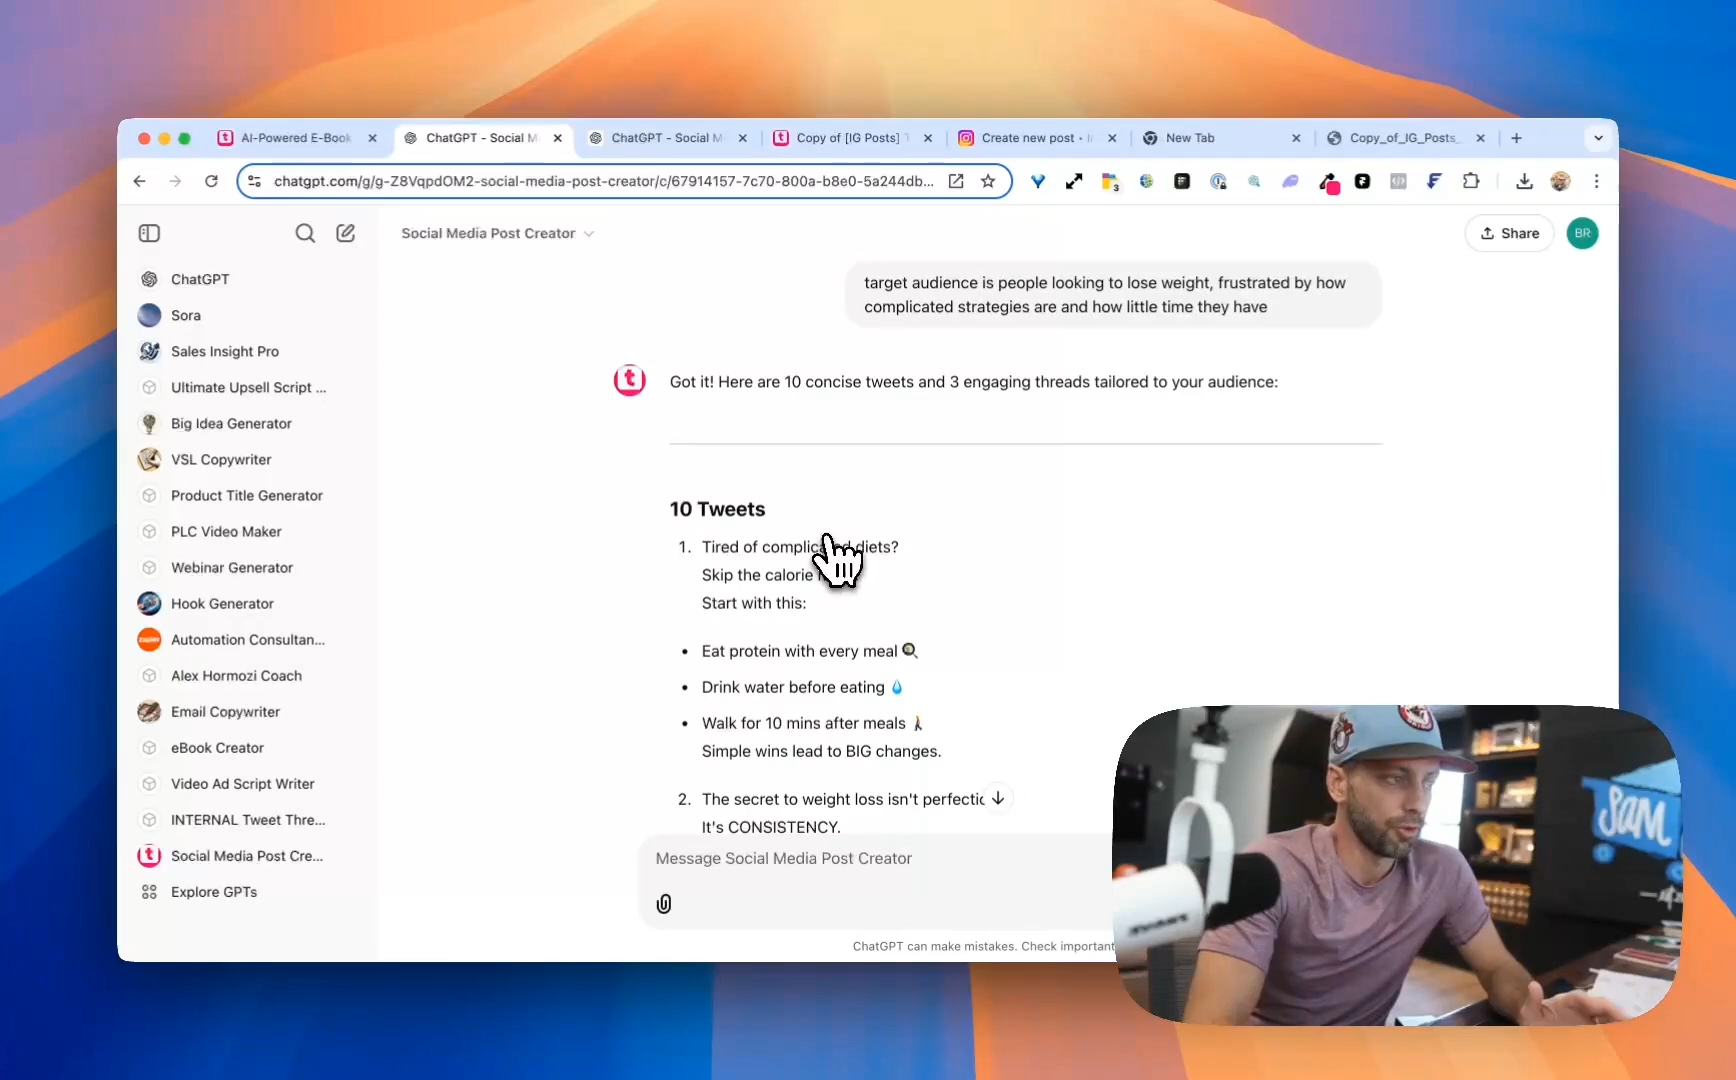 AI-Powered E-Book
ChatGPT - Social M
ChatGPT - Social M
Copy of [IG Posts] T
Create new post • I
New Tab
Copy_of_IG_Posts_
chatgpt.com/g/g-Z8VqpdOM2-social-media-post-creator/c/67914157-7c70-800a-b8e0-5a244db...
3
Social Media Post Creator
Share
BR
ChatGPT
Sora
Sales Insight Pro
Ultimate Upsell Script ...
Big Idea Generator
VSL Copywriter
Product Title Generator
PLC Video Maker
Webinar Generator
Hook Generator
Automation Consultan...
Alex Hormozi Coach
Email Copywriter
eBook Creator
Video Ad Script Writer
INTERNAL Tweet Thre...
Social Media Post Cre...
Explore GPTs
target audience is people looking to lose weight, frustrated by how
complicated strategies are and how little time they have
t
Got it! Here are 10 concise tweets and 3 engaging threads tailored to your audience:
10 Tweets
1. Tired of complicated diets?
Skip the calorie
Start with this:
• Eat protein with every meal 🍳
• Drink water before eating 💧
• Walk for 10 mins after meals 🚶
Simple wins lead to BIG changes.
2. The secret to weight loss isn't perfectio
It's CONSISTENCY.
Message Social Media Post Creator
ChatGPT can make mistakes. Check important
SAM